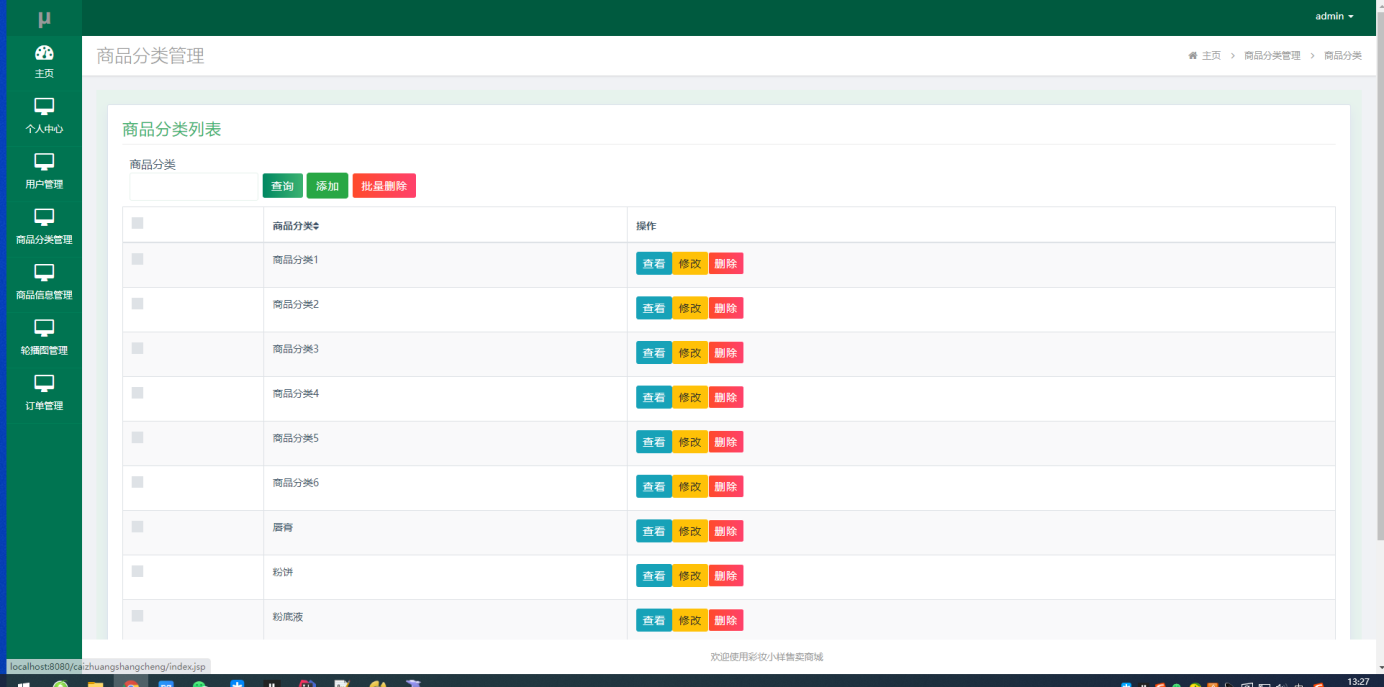 μ
admin
主页
个人中心
用户管理
商品分类管理
商品信息管理
轮播图管理
订单管理
商品分类管理
主页 > 商品分类管理 > 商品分类
商品分类列表
商品分类
查询 添加 批量删除
商品分类 操作
商品分类1 查看 修改 删除
商品分类2 查看 修改 删除
商品分类3 查看 修改 删除
商品分类4 查看 修改 删除
商品分类5 查看 修改 删除
商品分类6 查看 修改 删除
唇膏 查看 修改 删除
粉饼 查看 修改 删除
粉底液 查看 修改 删除
欢迎使用彩妆小样售卖商城
localhost:8080/caizhuangshangcheng/index.jsp
13:27